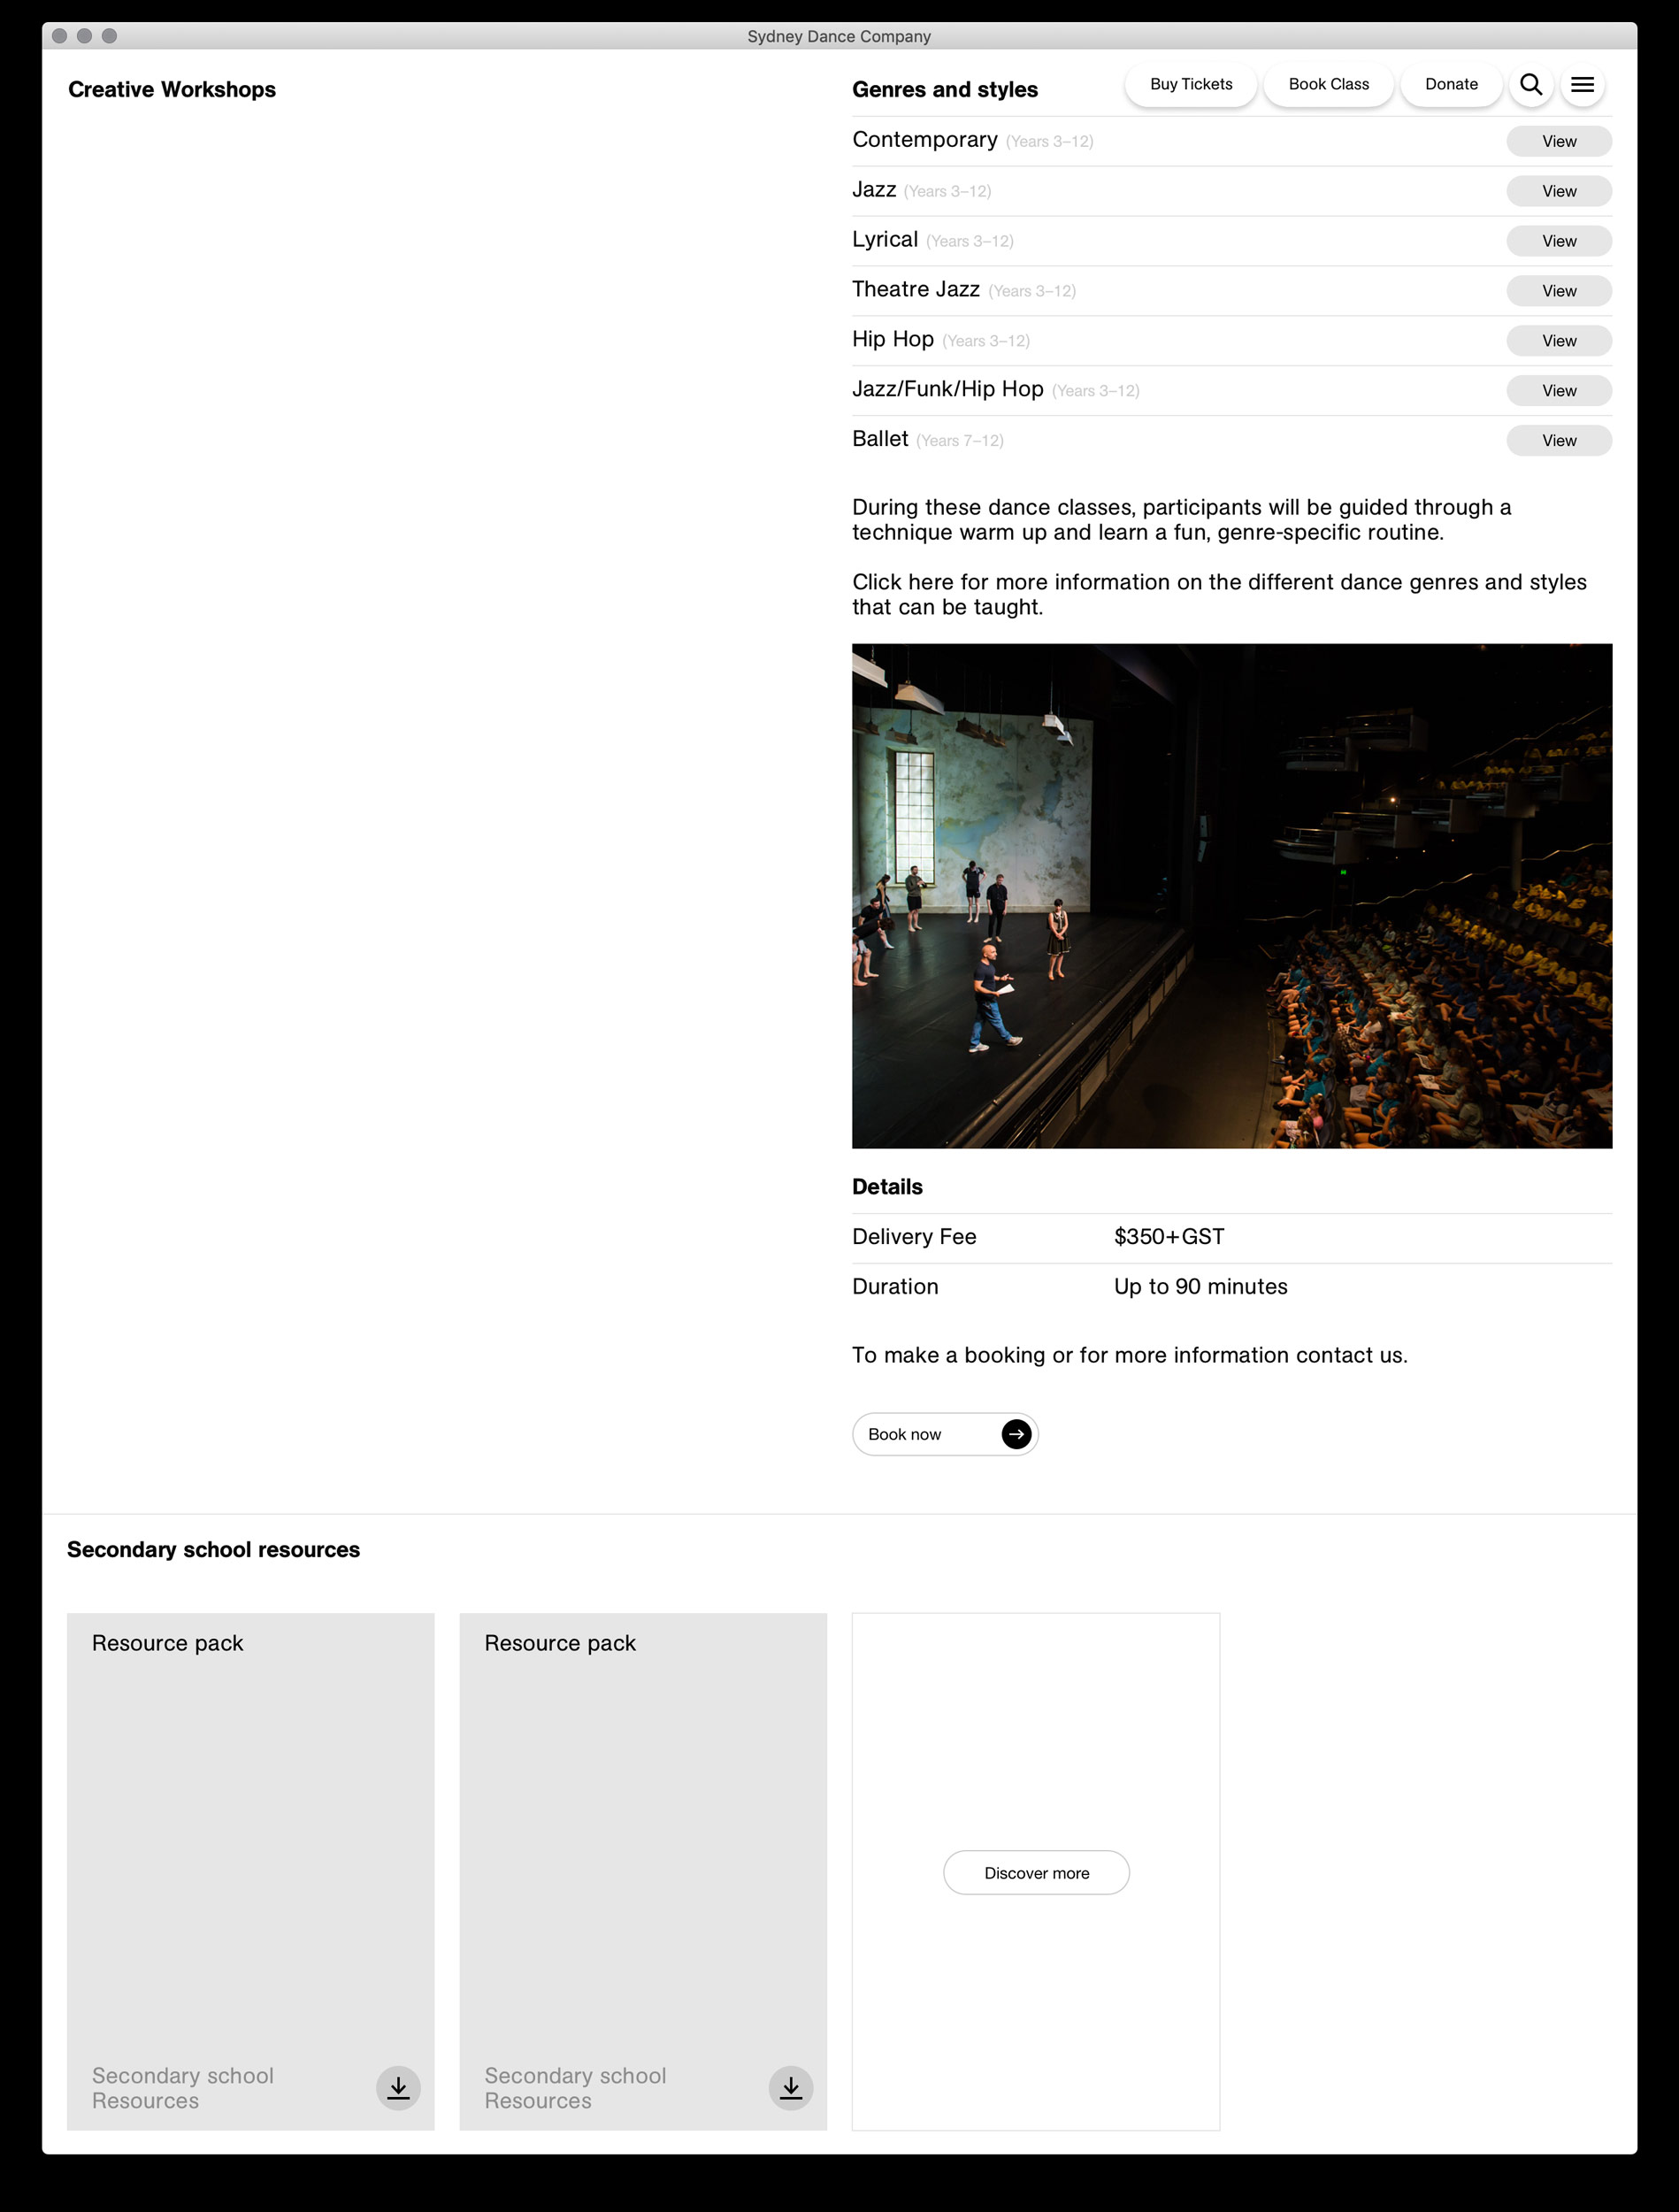 Sydney Dance Company
Creative Workshops
Genres and styles
Buy Tickets
Book Class
Donate
Contemporary (Years 3–12)
View
Jazz (Years 3–12)
View
Lyrical (Years 3–12)
View
Theatre Jazz (Years 3–12)
View
Hip Hop (Years 3–12)
View
Jazz/Funk/Hip Hop (Years 3–12)
View
Ballet (Years 7–12)
View
During these dance classes, participants will be guided through a
technique warm up and learn a fun, genre-specific routine.
Click here for more information on the different dance genres and styles
that can be taught.
Details
Delivery Fee $350+GST
Duration Up to 90 minutes
To make a booking or for more information contact us.
Book now
Secondary school resources
Resource pack
Secondary school
Resources
Resource pack
Secondary school
Resources
Discover more